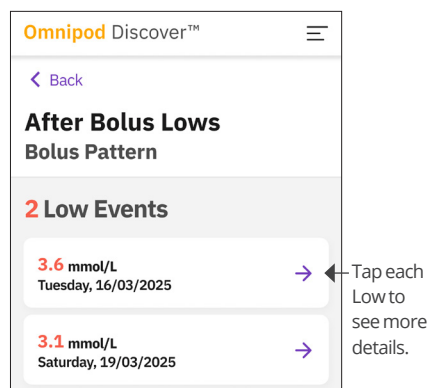 Omnipod Discover™
Back
After Bolus Lows
Bolus Pattern
2 Low Events
3.6 mmol/L
Tuesday, 16/03/2025
Tap each
Low to
see more
details.
3.1 mmol/L
Saturday, 19/03/2025